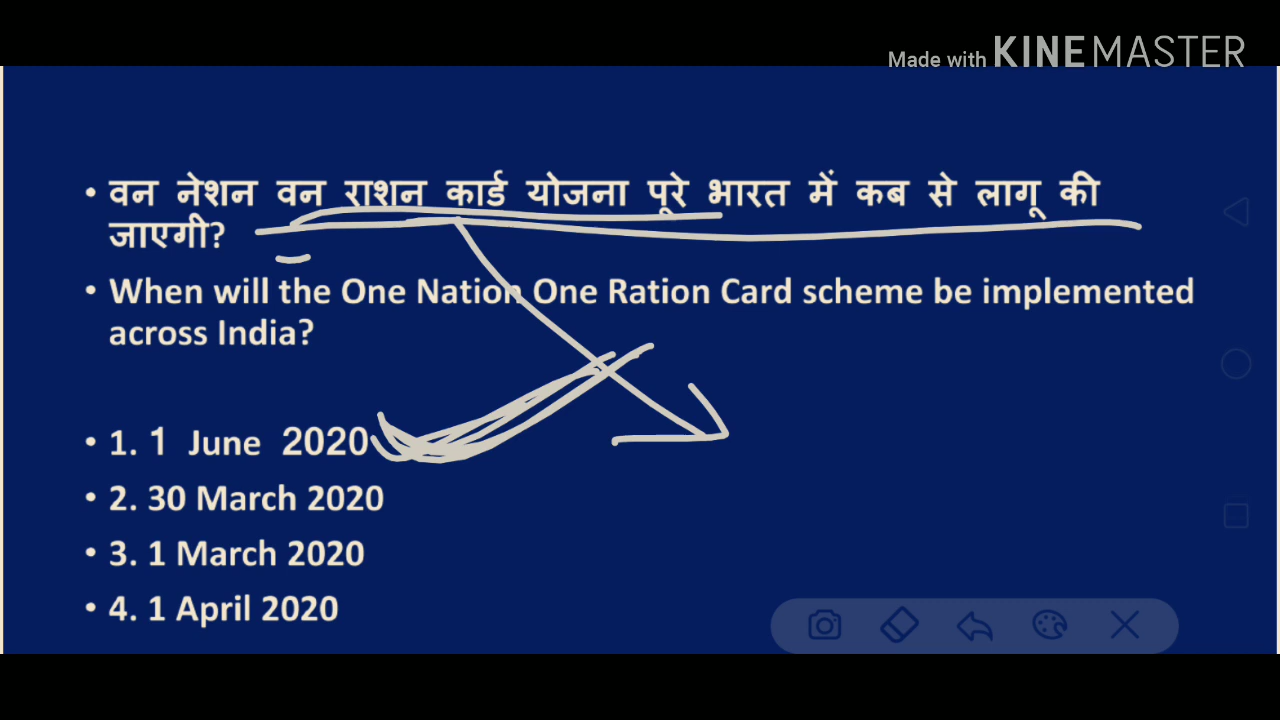 Made with KINEMASTER
• वन नेशन वन राशन कार्ड योजना पूरे भारत में कब से लागू की
जाएगी?
• When will the One Nation One Ration Card scheme be implemented
across India?
• 1. 1 June 2020
• 2. 30 March 2020
• 3. 1 March 2020
• 4. 1 April 2020